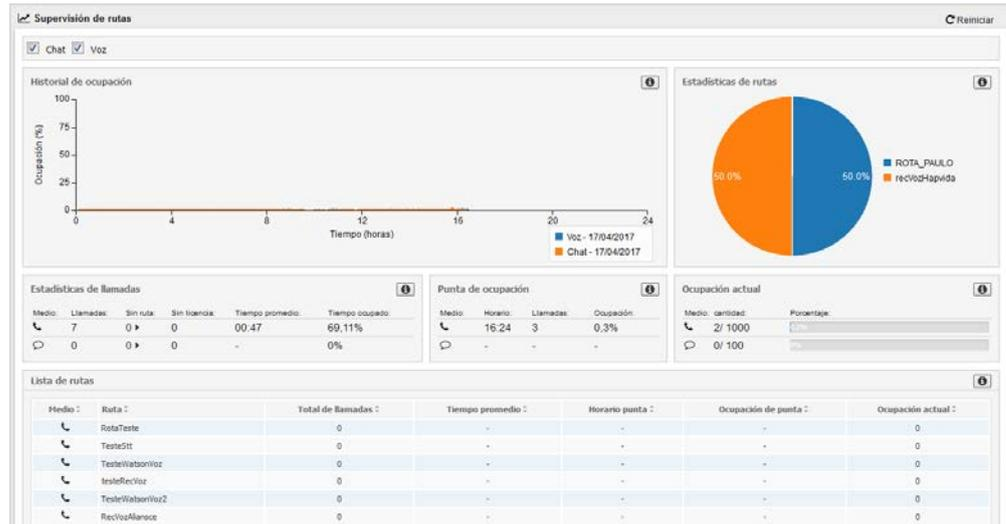 Supervisión de rutas
Reiniciar
Chat Voz
Historial de ocupación
Estadísticas de rutas
100
75
50
25
0
Ocupación (%)
0 4 8 12 16 20 24
Tiempo (horas)
Voz - 17/04/2017
Chat - 17/04/2017
50.0% 50.0%
ROTA_PAULO
recVozHapvida
Estadísticas de llamadas
Medio: Llamadas: Sin ruta: Sin licencia: Tiempo promedio: Tiempo ocupado:
7 0 0 00:47 69,11%
0 0 0 - 0%
Punta de ocupación
Medio: Horario: Llamadas: Ocupación:
16:24 3 0,3%
- - -
Ocupación actual
Medio: cantidad: Porcentaje:
2/ 1000
0/ 100
Lista de rutas
Medio Ruta Total de llamadas Tiempo promedio Horario punta Ocupación de punta Ocupación actual
RotaTeste 0 - - - 0
TesteStt 0 - - - 0
TesteWatsonVoz 0 - - - 0
testeRecVoz 0 - - - 0
TesteWatsonVoz2 0 - - - 0
RecVozAliansce 0 - - - 0